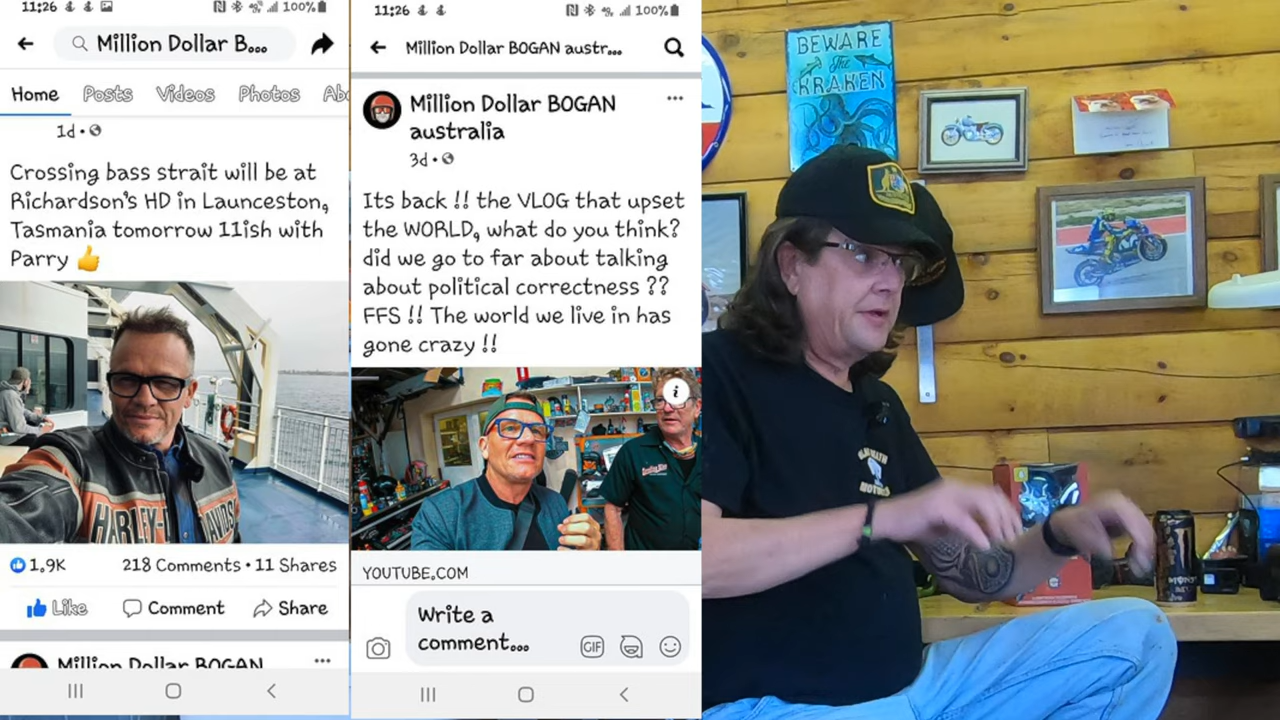 11:26
100%
Million Dollar B...
Home Posts Videos Photos Abo
1d
Crossing bass strait will be at
Richardson's HD in Launceston,
Tasmania tomorrow 11ish with
Parry
HARLEY-DAVIDS
1.9K
218 Comments • 11 Shares
Like
Comment
Share
Million Dollar BOGAN
11:26
100%
Million Dollar BOGAN austr...
Million Dollar BOGAN
australia
3d
Its back !! the VLOG that upset
the WORLD, what do you think?
did we go to far about talking
about political correctness ??
FFS !! The world we live in has
gone crazy !!
YOUTUBE.COM
Write a
comment...
GIF
BEWARE
The
KRAKEN